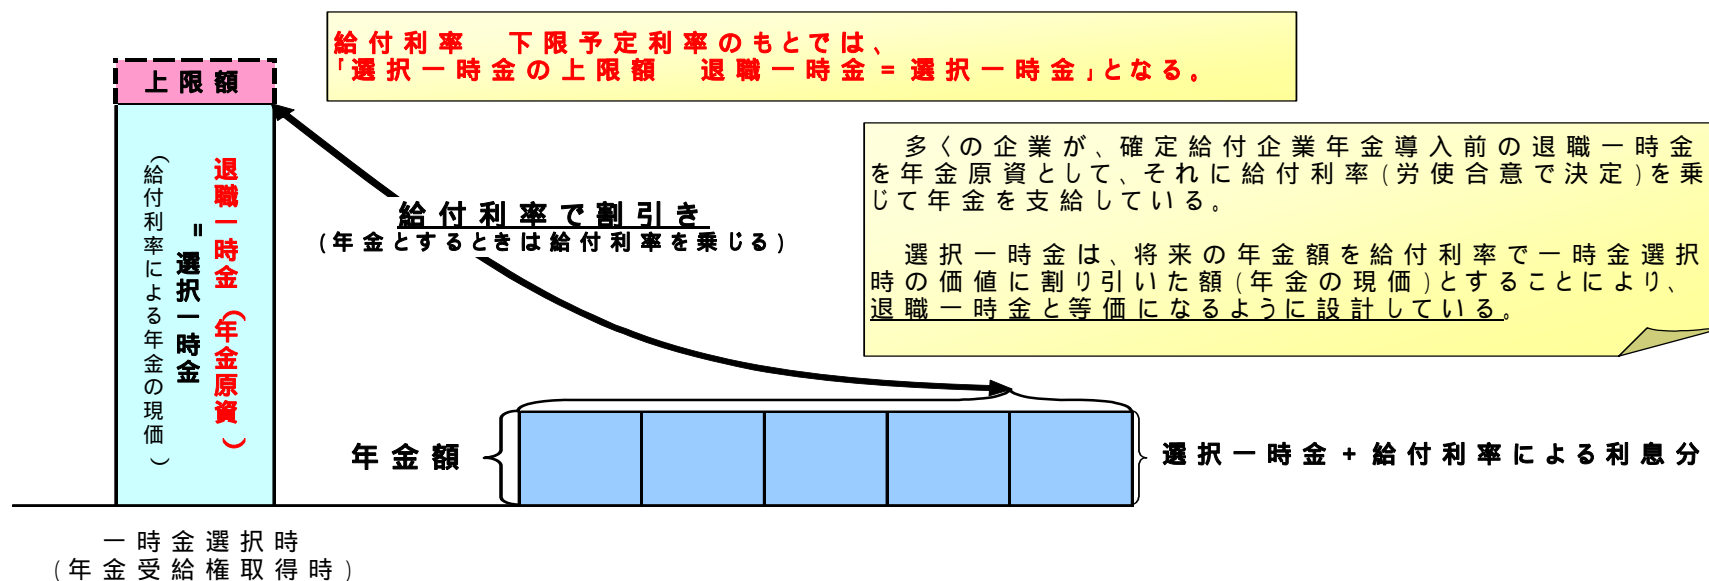 給付利率　下限予定利率のもとでは、
「選択一時金の上限額　退職一時金=選択一時金」となる。
上限額
退職一時金（年金原資）
=選択一時金
（給付利率による年金の現価）
給付利率で割引き
(年金とするときは給付利率を乗じる)
多くの企業が、確定給付企業年金導入前の退職一時金
を年金原資として、それに給付利率(労使合意で決定)を乗
じて年金を支給している。
選択一時金は、将来の年金額を給付利率で一時金選択
時の価値に割り引いた額(年金の現価)とすることにより、
退職一時金と等価になるように設計している。
年金額
選択一時金+給付利率による利息分
一時金選択時
(年金受給権取得時)